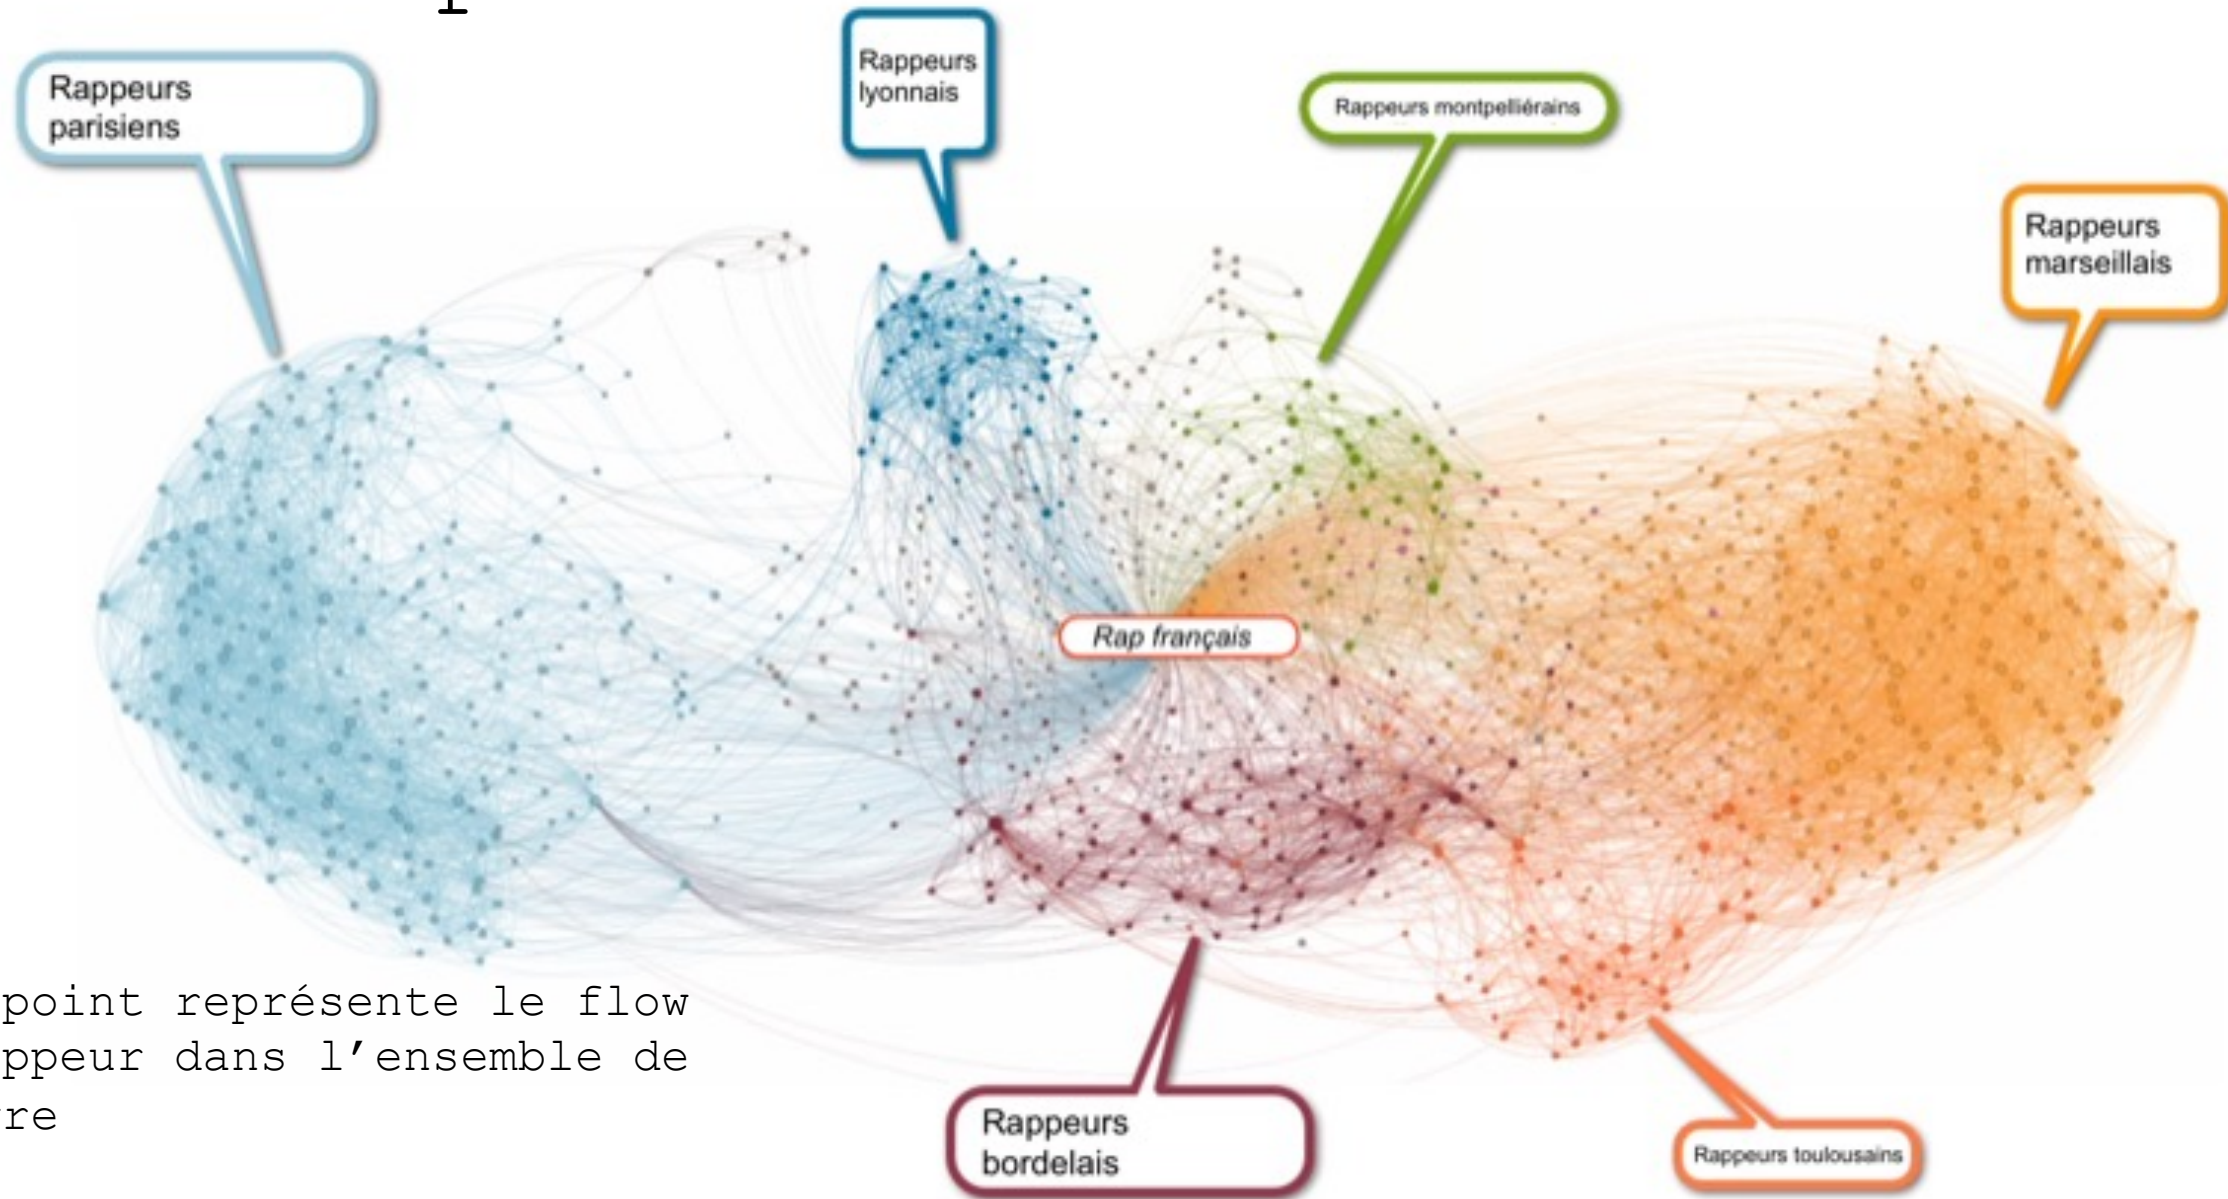 Rappeurs
parisiens
Rappeurs
lyonnais
Rappeurs montpelliérains
Rappeurs
marseillais
Rap français
point représente le flow
ppeur dans l’ensemble de
re
Rappeurs
bordelais
Rappeurs toulousains